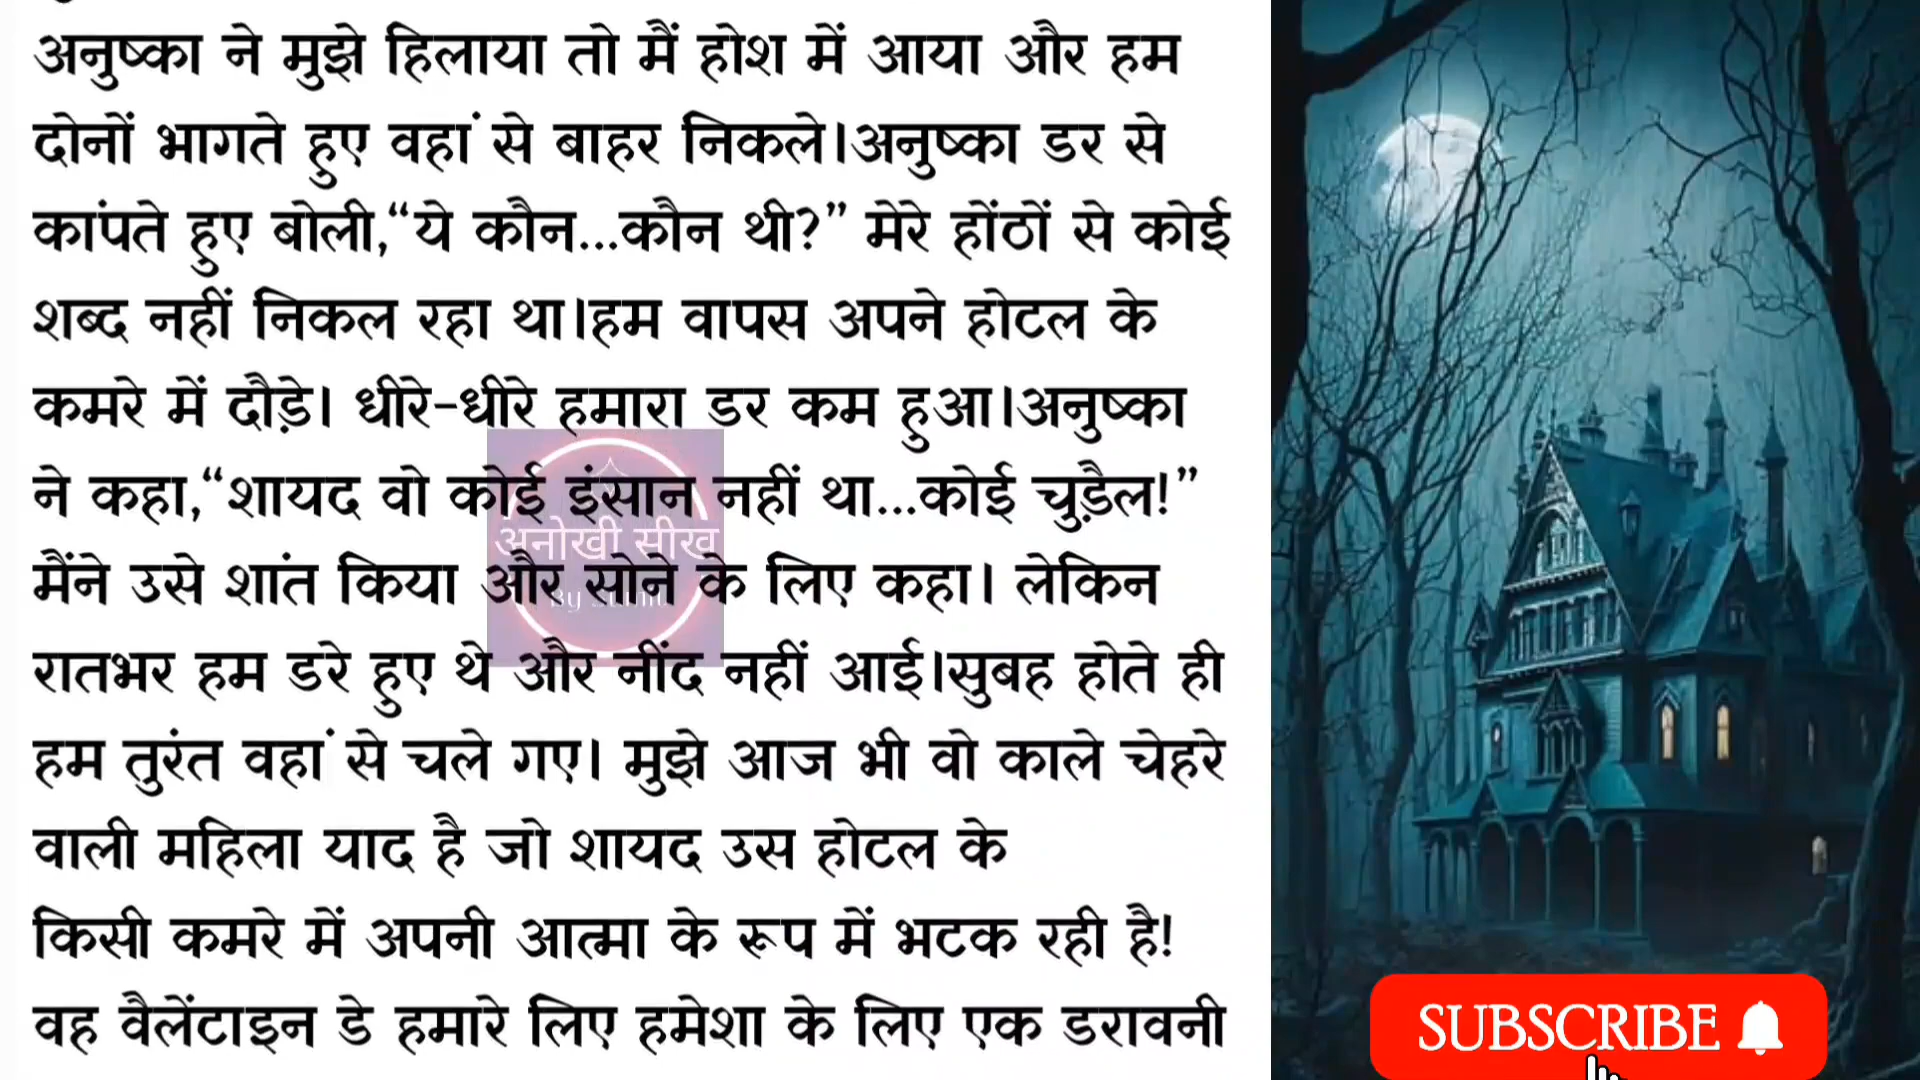 अनुष्का ने मुझे हिलाया तो मैं होश में आया और हम
दोनों भागते हुए वहां से बाहर निकले।अनुष्का डर से
कांपते हुए बोली,“ये कौन...कौन थी?” मेरे होंठों से कोई
शब्द नहीं निकल रहा था।हम वापस अपने होटल के
कमरे में दौड़े। धीरे-धीरे हमारा डर कम हुआ।अनुष्का
ने कहा,“शायद वो कोई इंसान नहीं था...कोई चुड़ैल!”
अनोखी सीख
मैंने उसे शांत किया और सोने के लिए कहा। लेकिन
रातभर हम डरे हुए थे और नींद नहीं आई।सुबह होते ही
हम तुरंत वहां से चले गए। मुझे आज भी वो काले चेहरे
वाली महिला याद है जो शायद उस होटल के
किसी कमरे में अपनी आत्मा के रूप में भटक रही है!
वह वैलेंटाइन डे हमारे लिए हमेशा के लिए एक डरावनी
SUBSCRIBE